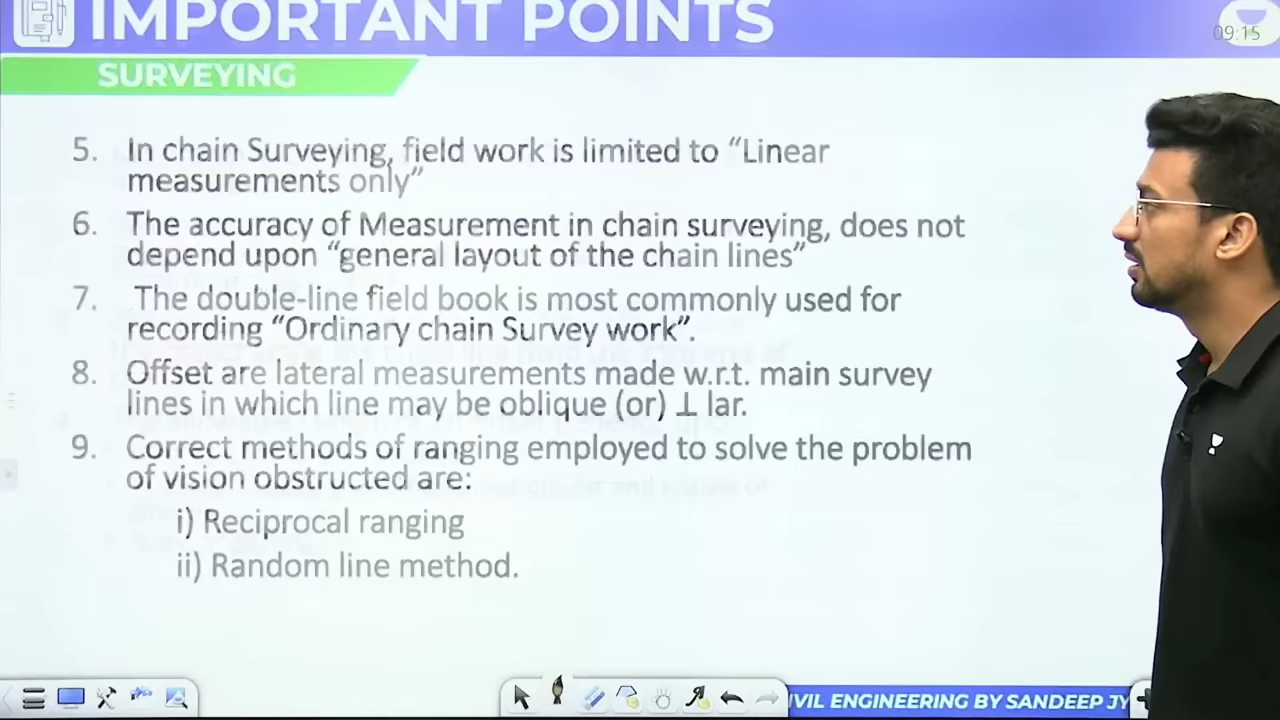 IMPORTANT POINTS
09:15
SURVEYING
5. In chain Surveying, field work is limited to “Linear
measurements only”
6. The accuracy of Measurement in chain surveying, does not
depend upon “general layout of the chain lines”
7. The double-line field book is most commonly used for
recording “Ordinary chain Survey work”.
8. Offset are lateral measurements made w.r.t. main survey
lines in which line may be oblique (or) ⊥ lar.
9. Correct methods of ranging employed to solve the problem
of vision obstructed are:
i) Reciprocal ranging
ii) Random line method.
IVIL ENGINEERING BY SANDEEP JY